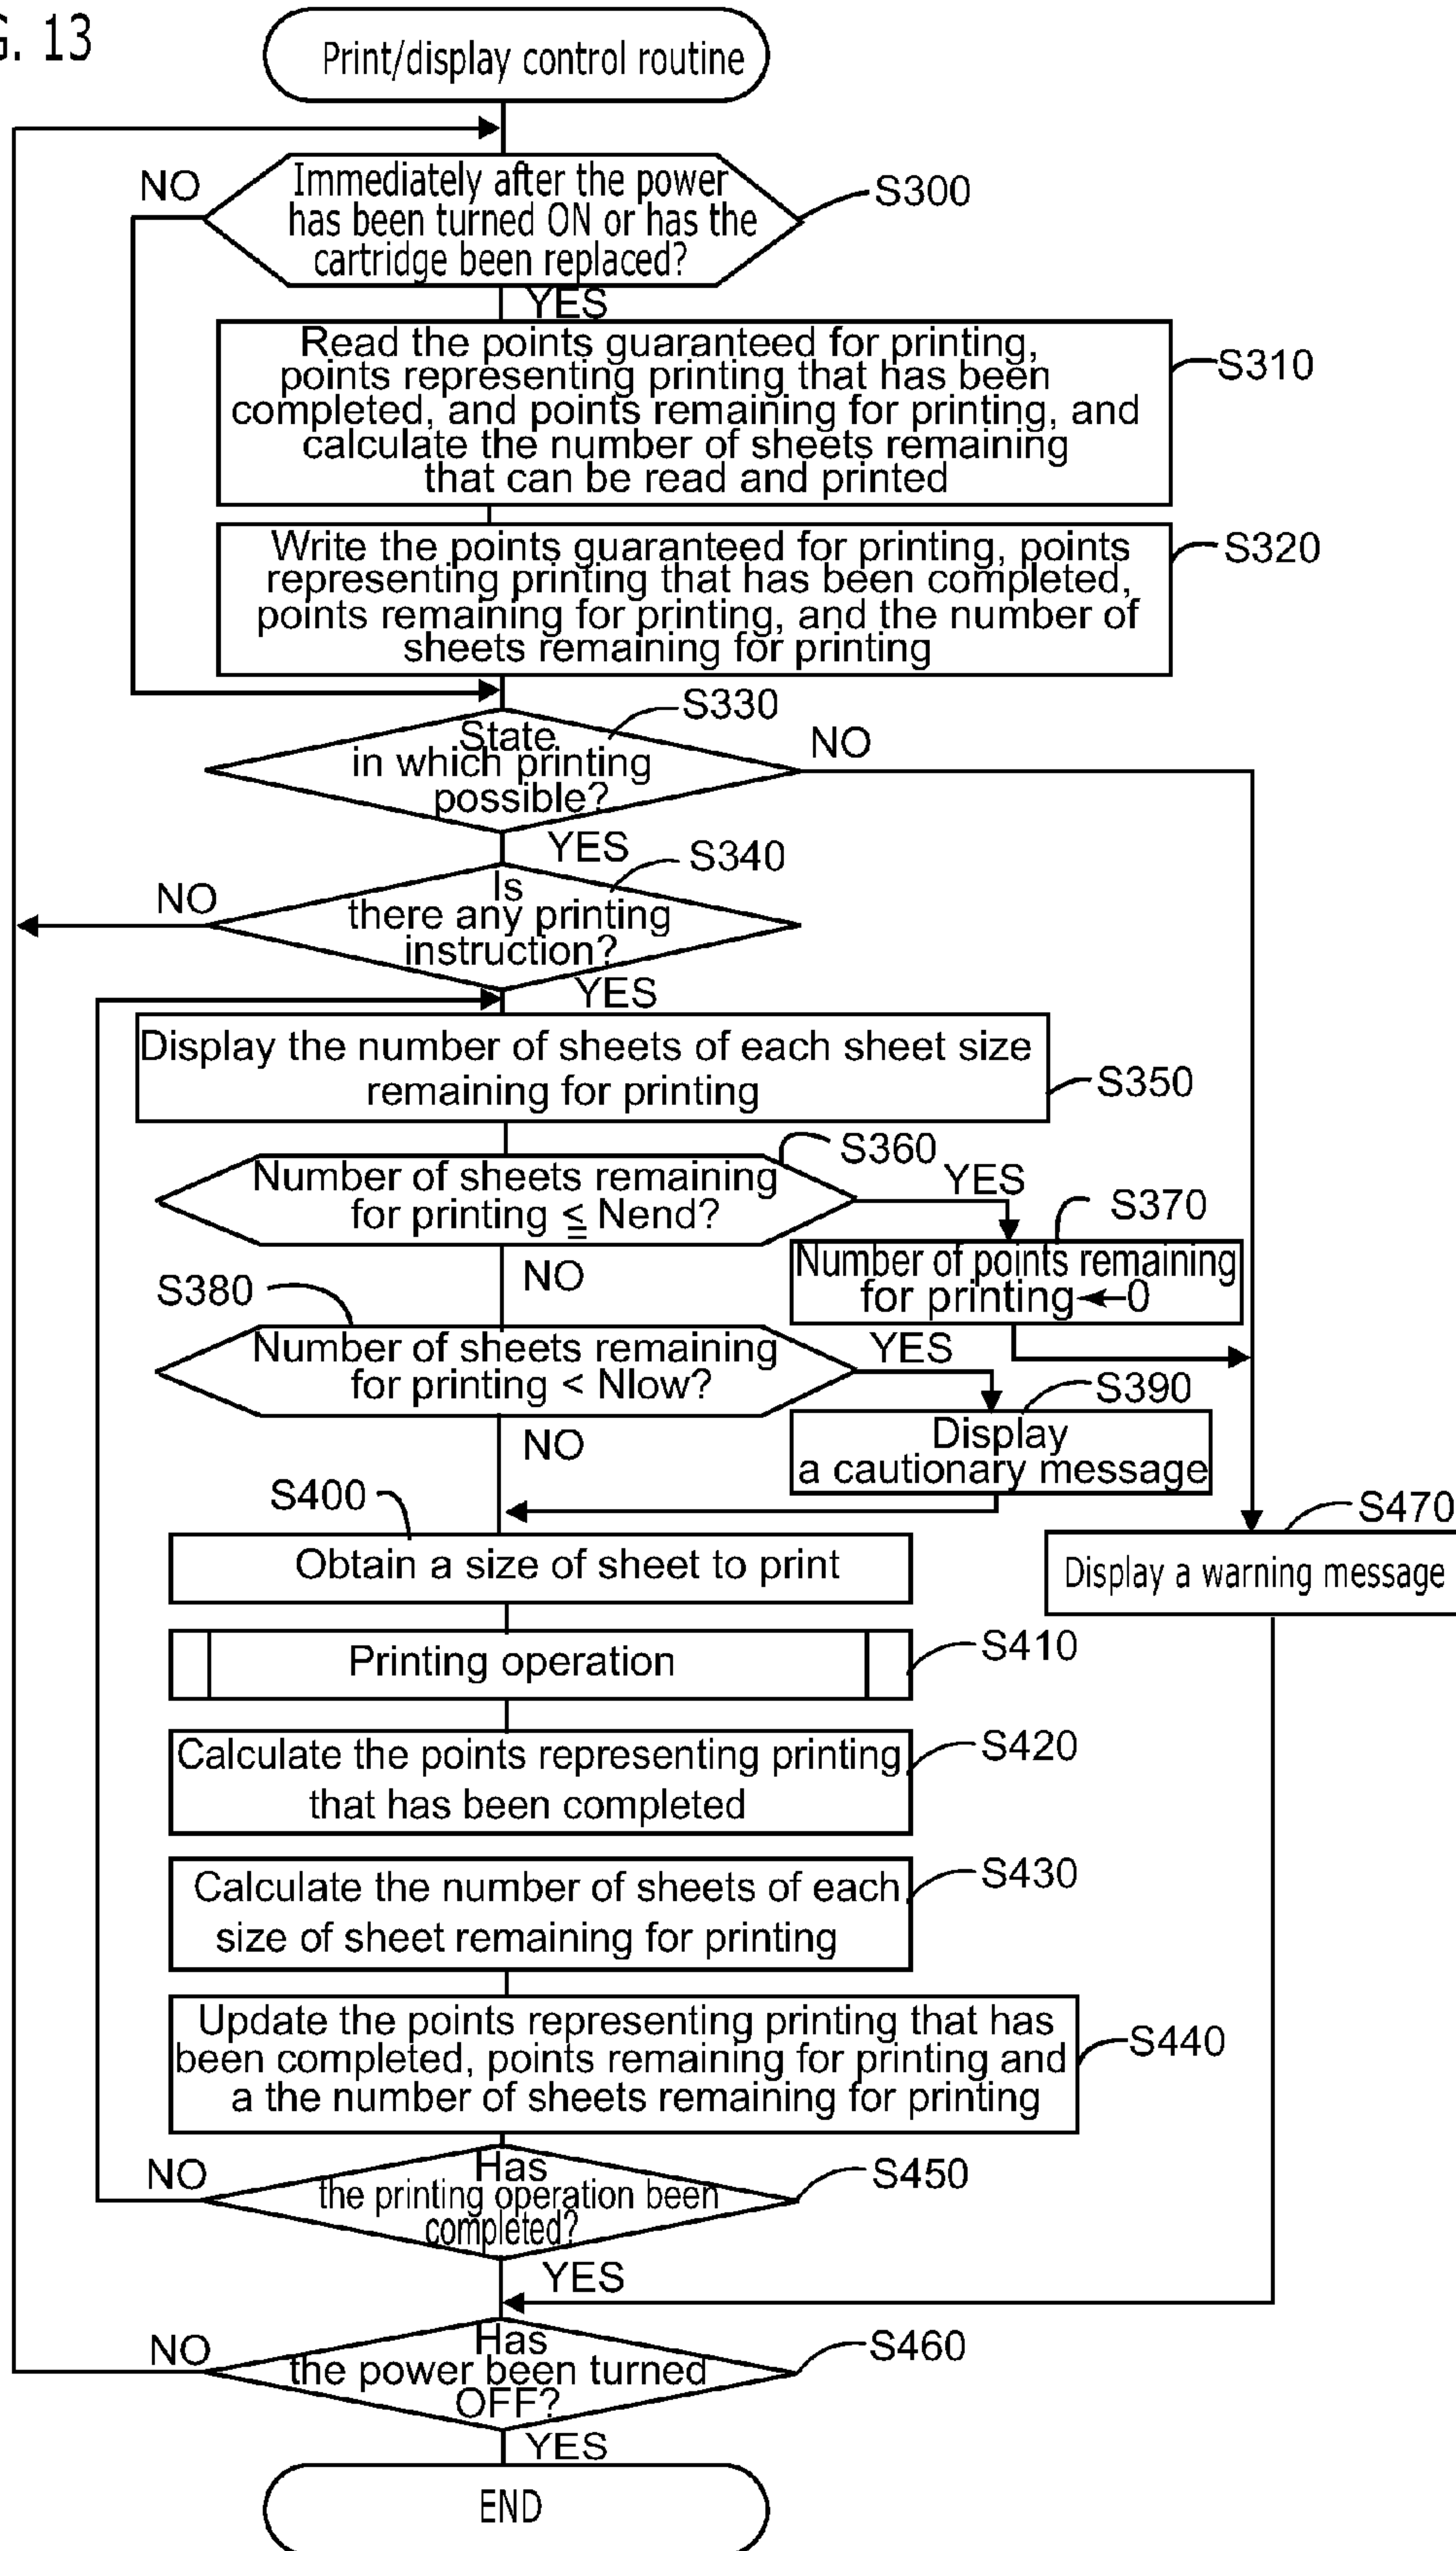 G. 13
Print/display control routine
NO
Immediately after the power
has been turned ON or has the
cartridge been replaced?
S300
YES
Read the points guaranteed for printing,
points representing printing that has been
completed, and points remaining for printing, and
calculate the number of sheets remaining
that can be read and printed
S310
Write the points guaranteed for printing, points
representing printing that has been completed,
points remaining for printing, and the number of
sheets remaining for printing
S320
S330
State
in which printing
possible?
NO
YES
S340
NO
Is
there any printing
instruction?
YES
Display the number of sheets of each sheet size
remaining for printing
S350
S360
Number of sheets remaining
for printing ≦ Nend?
YES
S370
NO
Number of points remaining
for printing←0
S380
Number of sheets remaining
for printing < Nlow?
YES
S390
NO
Display
a cautionary message
S400
Obtain a size of sheet to print
S470
Display a warning message
Printing operation
S410
Calculate the points representing printing
that has been completed
S420
Calculate the number of sheets of each
size of sheet remaining for printing
S430
Update the points representing printing that has
been completed, points remaining for printing and
a the number of sheets remaining for printing
S440
NO
Has
the printing operation been
completed?
S450
YES
NO
Has
the power been turned
OFF?
S460
YES
END